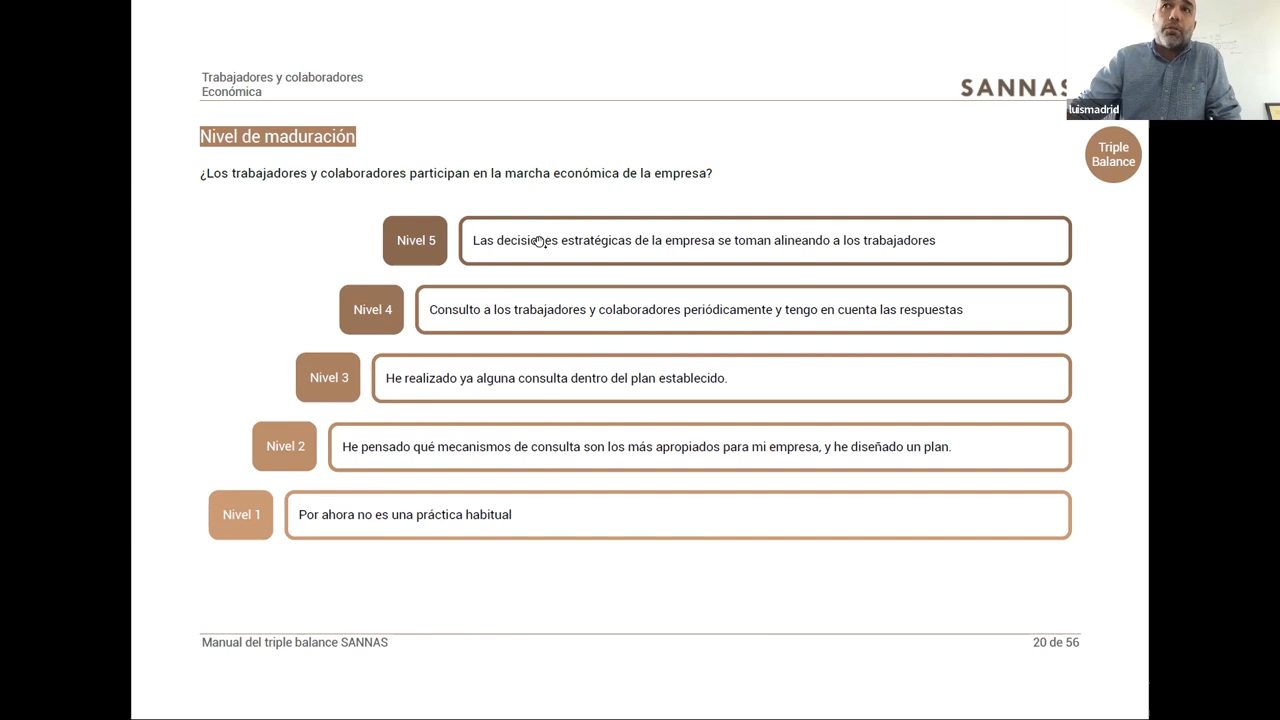 Trabajadores y colaboradores
Económica
SANNAS
luismadrid
Nivel de maduración
Triple
Balance
¿Los trabajadores y colaboradores participan en la marcha económica de la empresa?
Nivel 5 Las decisiones estratégicas de la empresa se toman alineando a los trabajadores
Nivel 4 Consulto a los trabajadores y colaboradores periódicamente y tengo en cuenta las respuestas
Nivel 3 He realizado ya alguna consulta dentro del plan establecido.
Nivel 2 He pensado qué mecanismos de consulta son los más apropiados para mi empresa, y he diseñado un plan.
Nivel 1 Por ahora no es una práctica habitual
Manual del triple balance SANNAS 20 de 56